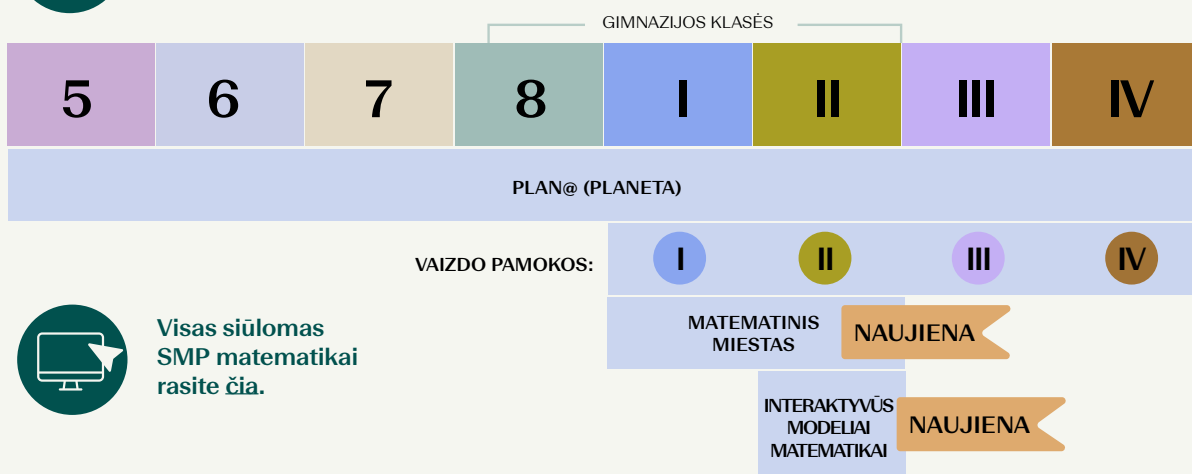 GIMNAZIJOS KLASĖS
5 6 7 8 I II III IV
PLAN@ (PLANETA)
VAIZDO PAMOKOS: I II III IV
MATEMATINIS
MIESTAS
NAUJIENA
Visas siūlomas
SMP matematikai
rasite čia.
INTERAKTYVŪS
MODELIAI
MATEMATIKAI
NAUJIENA